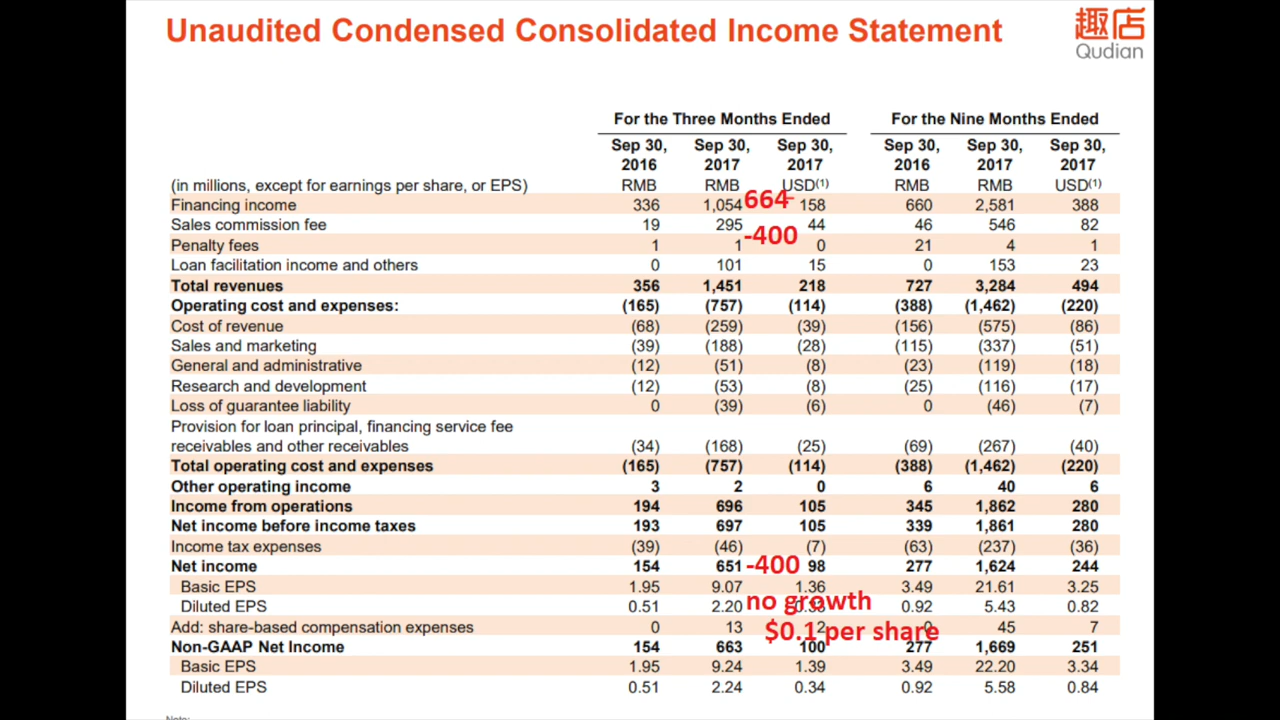 Unaudited Condensed Consolidated Income Statement
趣店
Qudian
For the Three Months Ended For the Nine Months Ended
Sep 30, Sep 30, Sep 30, Sep 30, Sep 30, Sep 30,
2016 2017 2017 2016 2017 2017
(in millions, except for earnings per share, or EPS) RMB RMB USD(1) RMB RMB USD(1)
Financing income 336 1,054 664 158 660 2,581 388
Sales commission fee 19 295 44 46 546 82
-400
Penalty fees 1 1 0 21 4 1
Loan facilitation income and others 0 101 15 0 153 23
Total revenues 356 1,451 218 727 3,284 494
Operating cost and expenses: (165) (757) (114) (388) (1,462) (220)
Cost of revenue (68) (259) (39) (156) (575) (86)
Sales and marketing (39) (188) (28) (115) (337) (51)
General and administrative (12) (51) (8) (23) (119) (18)
Research and development (12) (53) (8) (25) (116) (17)
Loss of guarantee liability 0 (39) (6) 0 (46) (7)
Provision for loan principal, financing service fee
receivables and other receivables (34) (168) (25) (69) (267) (40)
Total operating cost and expenses (165) (757) (114) (388) (1,462) (220)
Other operating income 3 2 0 6 40 6
Income from operations 194 696 105 345 1,862 280
Net income before income taxes 193 697 105 339 1,861 280
Income tax expenses (39) (46) (7) (63) (237) (36)
Net income 154 651 -400 98 277 1,624 244
Basic EPS 1.95 9.07 1.36 3.49 21.61 3.25
Diluted EPS 0.51 2.20 0.33 0.92 5.43 0.82
no growth
Add: share-based compensation expenses 0 13 2 0 45 7
$0.1 per share
Non-GAAP Net Income 154 663 100 277 1,669 251
Basic EPS 1.95 9.24 1.39 3.49 22.20 3.34
Diluted EPS 0.51 2.24 0.34 0.92 5.58 0.84